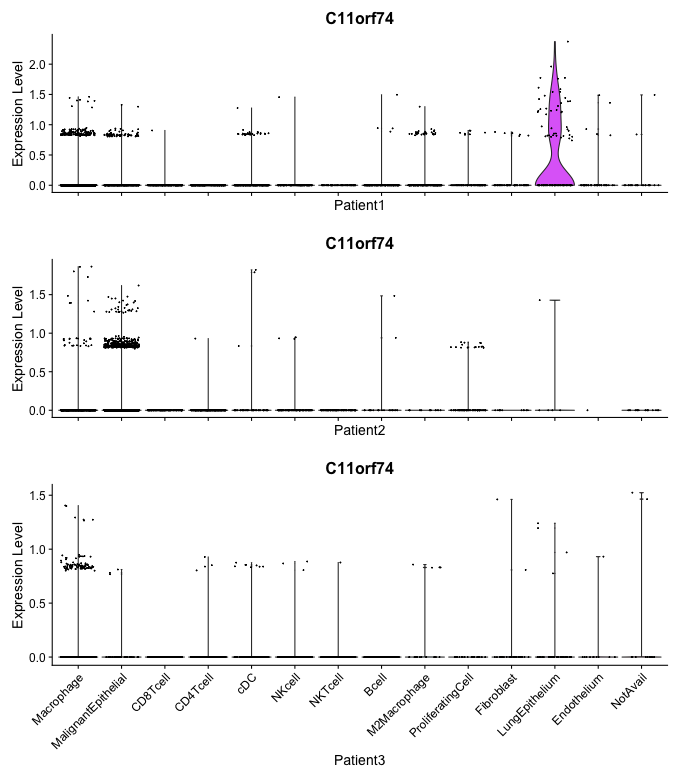 C11orf74
Expression Level
2.0
1.5
1.0
0.5
0.0
Patient1
C11orf74
Expression Level
1.5
1.0
0.5
0.0
Patient2
C11orf74
Expression Level
1.5
1.0
0.5
0.0
Macrophage
MalignantEpithelial
CD8Tcell
CD4Tcell
cDC
NKcell
NKTcell
Bcell
M2Macrophage
ProliferatingCell
Fibroblast
LungEpithelium
Endothelium
NotAvail
Patient3